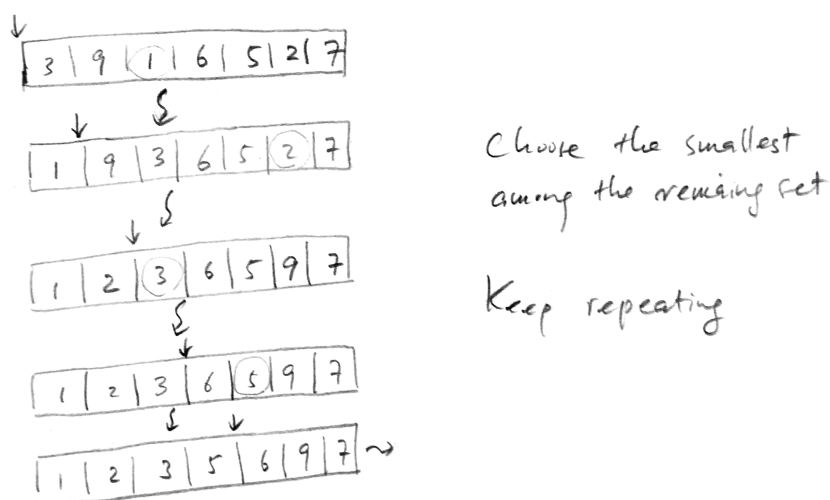 3 | 9 | 1 | 6 | 5 | 2 | 7
1 | 9 | 3 | 6 | 5 | 2 | 7
Choose the smallest
among the remaing set
1 | 2 | 3 | 6 | 5 | 9 | 7
Keep repeating
1 | 2 | 3 | 6 | 5 | 9 | 7
1 | 2 | 3 | 5 | 6 | 9 | 7